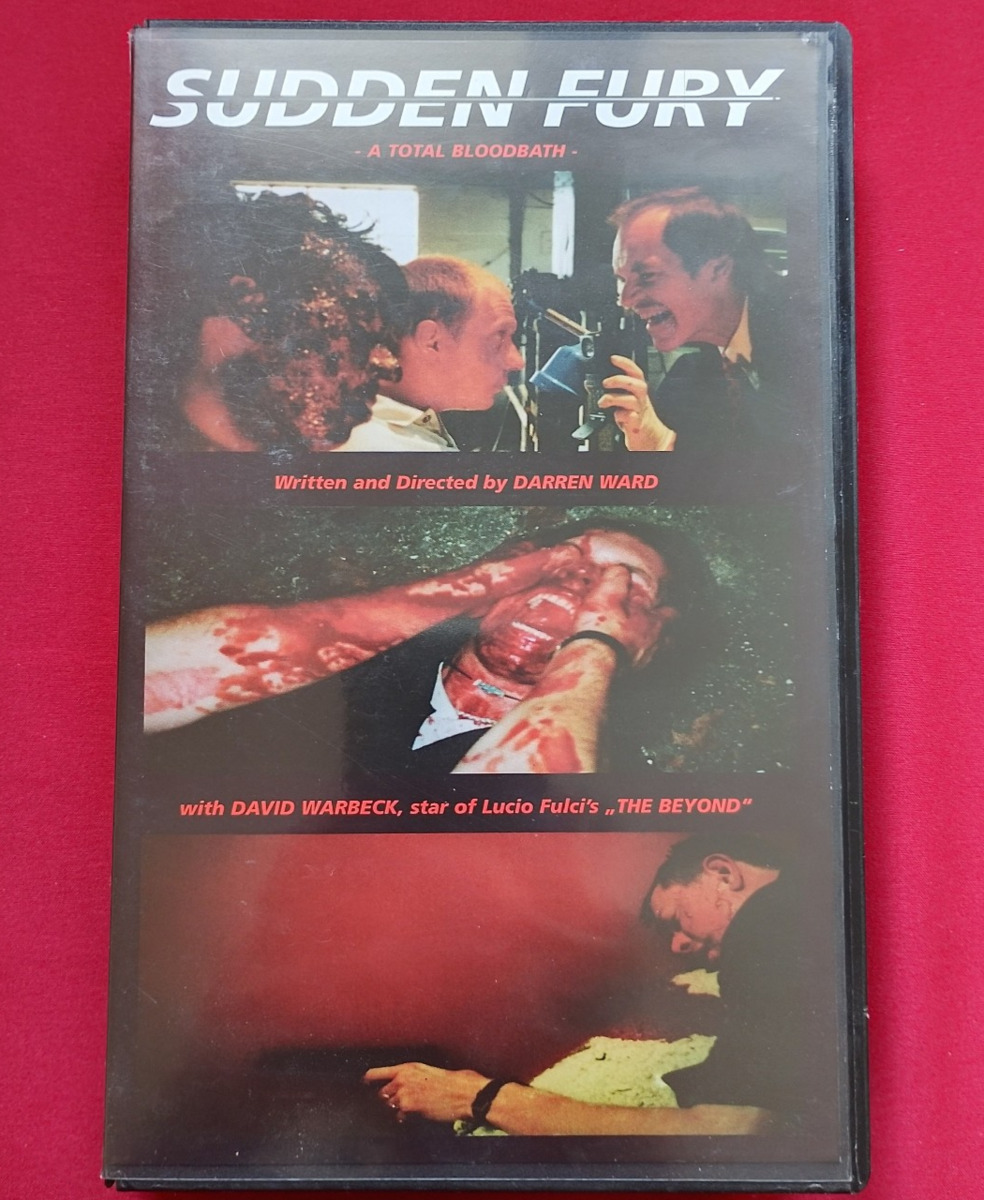 SUDDEN FURY
- A TOTAL BLOODBATH -
Written and Directed by DARREN WARD
with DAVID WARBECK, star of Lucio Fulci's „THE BEYOND“